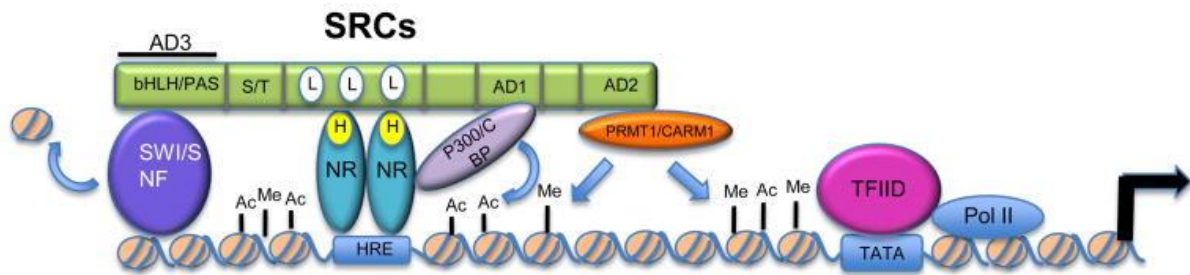 SRCs
AD3
bHLH/PAS S/T L L L AD1 AD2
H H
SWI/S
NF
NR NR
P300/C
BP
PRMT1/CARM1
Ac Me Ac
Ac Ac Me
Me Ac Me
TFIID
Pol II
HRE
TATA